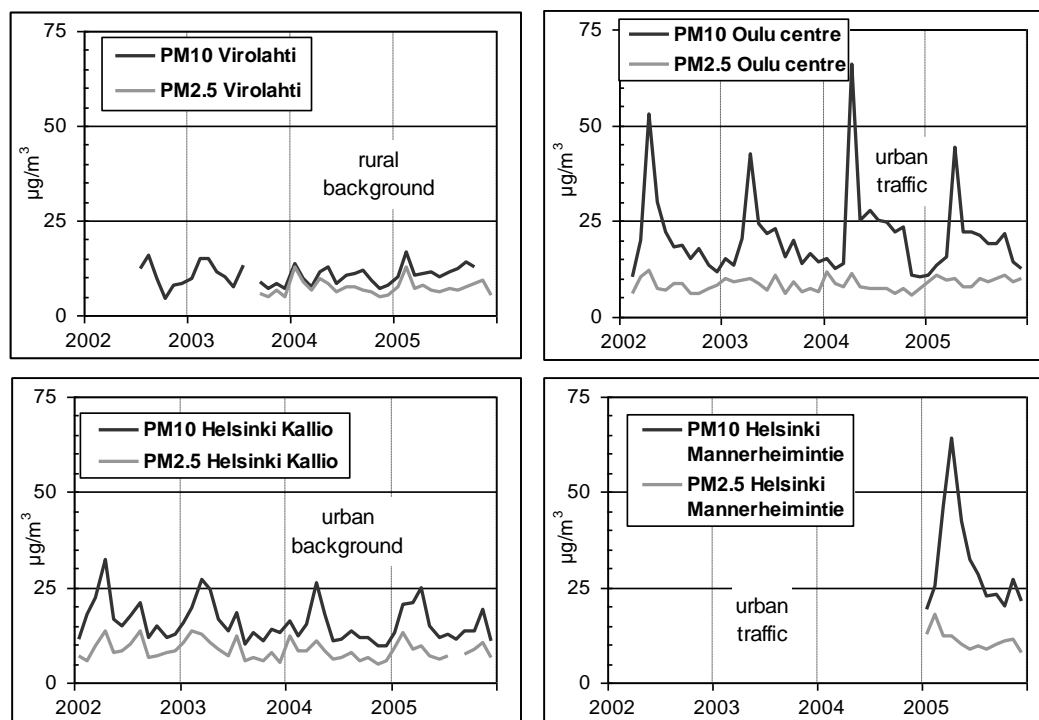 75
PM10 Virolahti
PM2.5 Virolahti
50
µg/m³
rural
background
25
0
2002 2003 2004 2005
75
PM10 Oulu centre
PM2.5 Oulu centre
50
µg/m³
urban
traffic
25
0
2002 2003 2004 2005
75
PM10 Helsinki Kallio
PM2.5 Helsinki Kallio
50
µg/m³
urban
background
25
0
2002 2003 2004 2005
75
PM10 Helsinki
Mannerheimintie
PM2.5 Helsinki
Mannerheimintie
50
µg/m³
25
urban
traffic
0
2002 2003 2004 2005